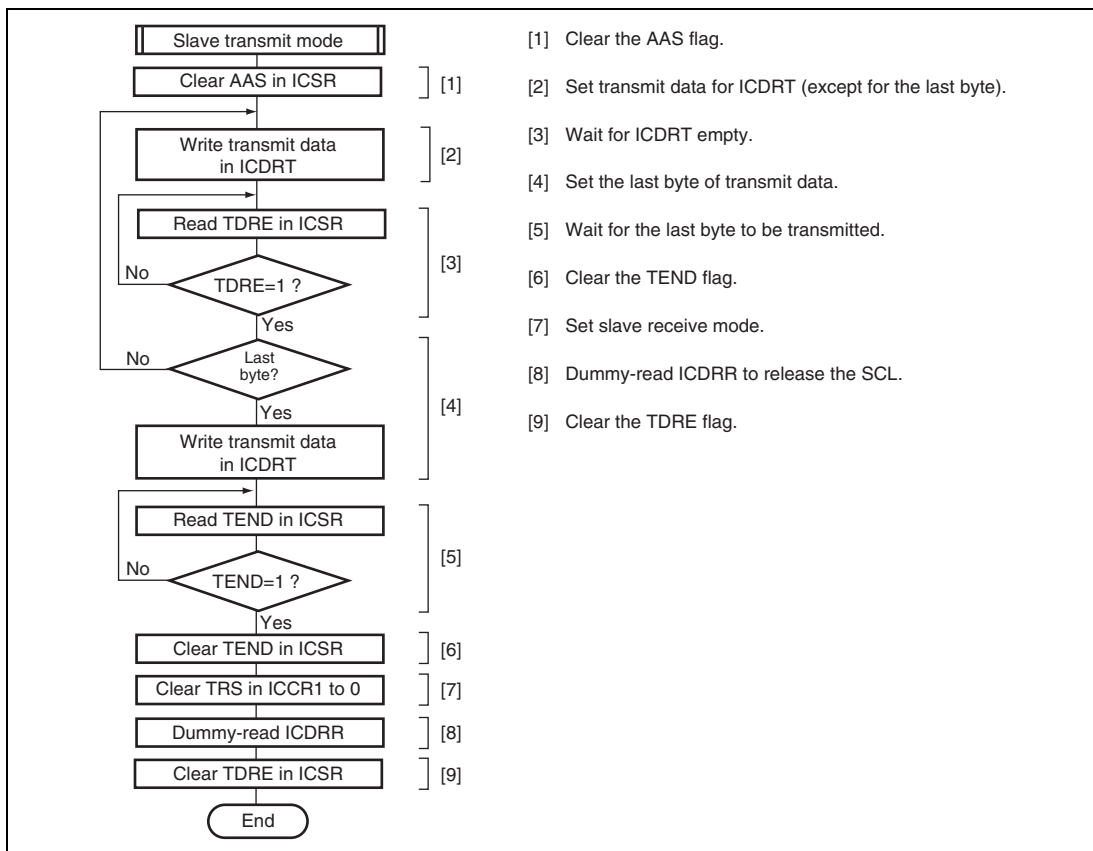 Slave transmit mode
Clear AAS in ICSR
[1]
Write transmit data
in ICDRT
[2]
Read TDRE in ICSR
No
TDRE=1 ?
[3]
Yes
No
Last
byte?
[4]
Yes
Write transmit data
in ICDRT
Read TEND in ICSR
No
TEND=1 ?
[5]
Yes
Clear TEND in ICSR
[6]
Clear TRS in ICCR1 to 0
[7]
Dummy-read ICDRR
[8]
Clear TDRE in ICSR
[9]
End
[1] Clear the AAS flag.
[2] Set transmit data for ICDRT (except for the last byte).
[3] Wait for ICDRT empty.
[4] Set the last byte of transmit data.
[5] Wait for the last byte to be transmitted.
[6] Clear the TEND flag.
[7] Set slave receive mode.
[8] Dummy-read ICDRR to release the SCL.
[9] Clear the TDRE flag.